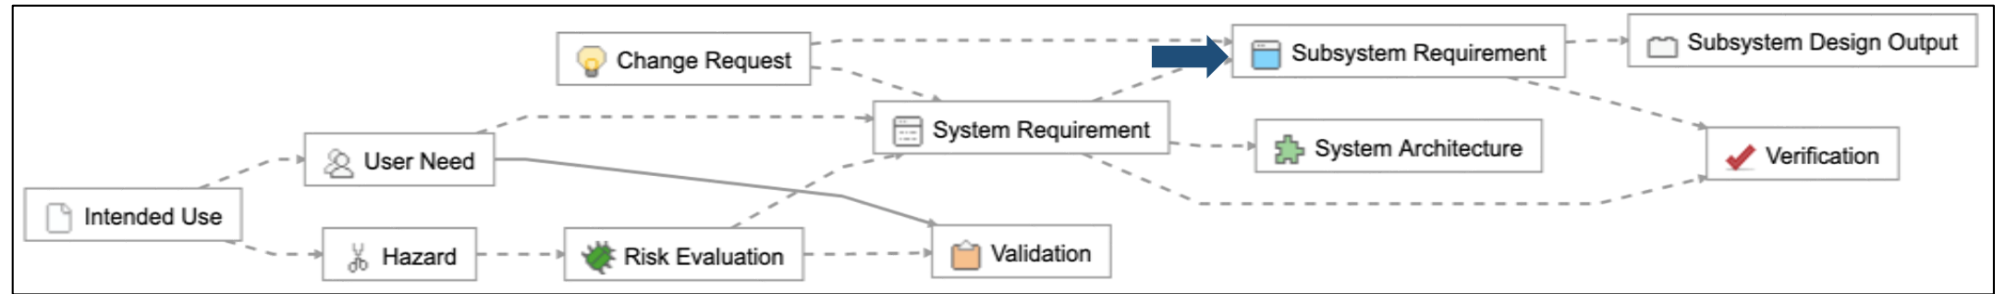 Change Request
Subsystem Requirement
Subsystem Design Output
System Requirement
User Need
System Architecture
Verification
Intended Use
Hazard
Risk Evaluation
Validation